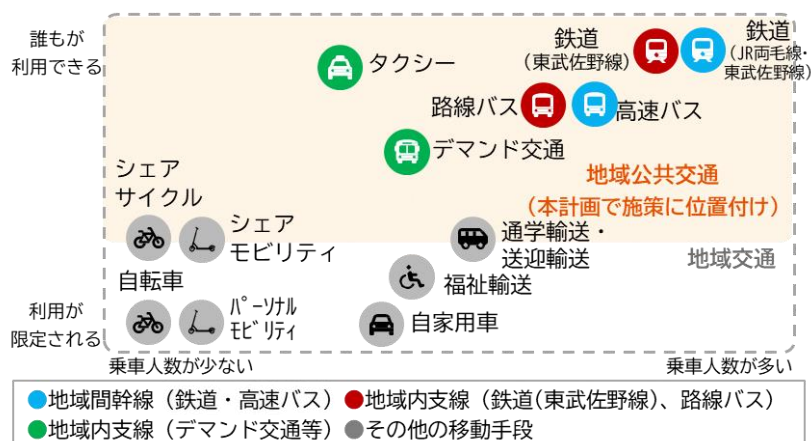 誰もが
利用できる
タクシー
鉄道
(東武佐野線)
鉄道
(JR両毛線・
東武佐野線)
路線バス
高速バス
デマンド交通
地域公共交通
(本計画で施策に位置付け)
シェア
サイクル
シェア
モビリティ
通学輸送・
送迎輸送
地域交通
自転車
福祉輸送
利用が
限定される
パーソナル
モビリティ
自家用車
乗車人数が少ない
乗車人数が多い
●地域間幹線（鉄道・高速バス）●地域内支線（鉄道(東武佐野線)、路線バス）
●地域内支線（デマンド交通等）●その他の移動手段